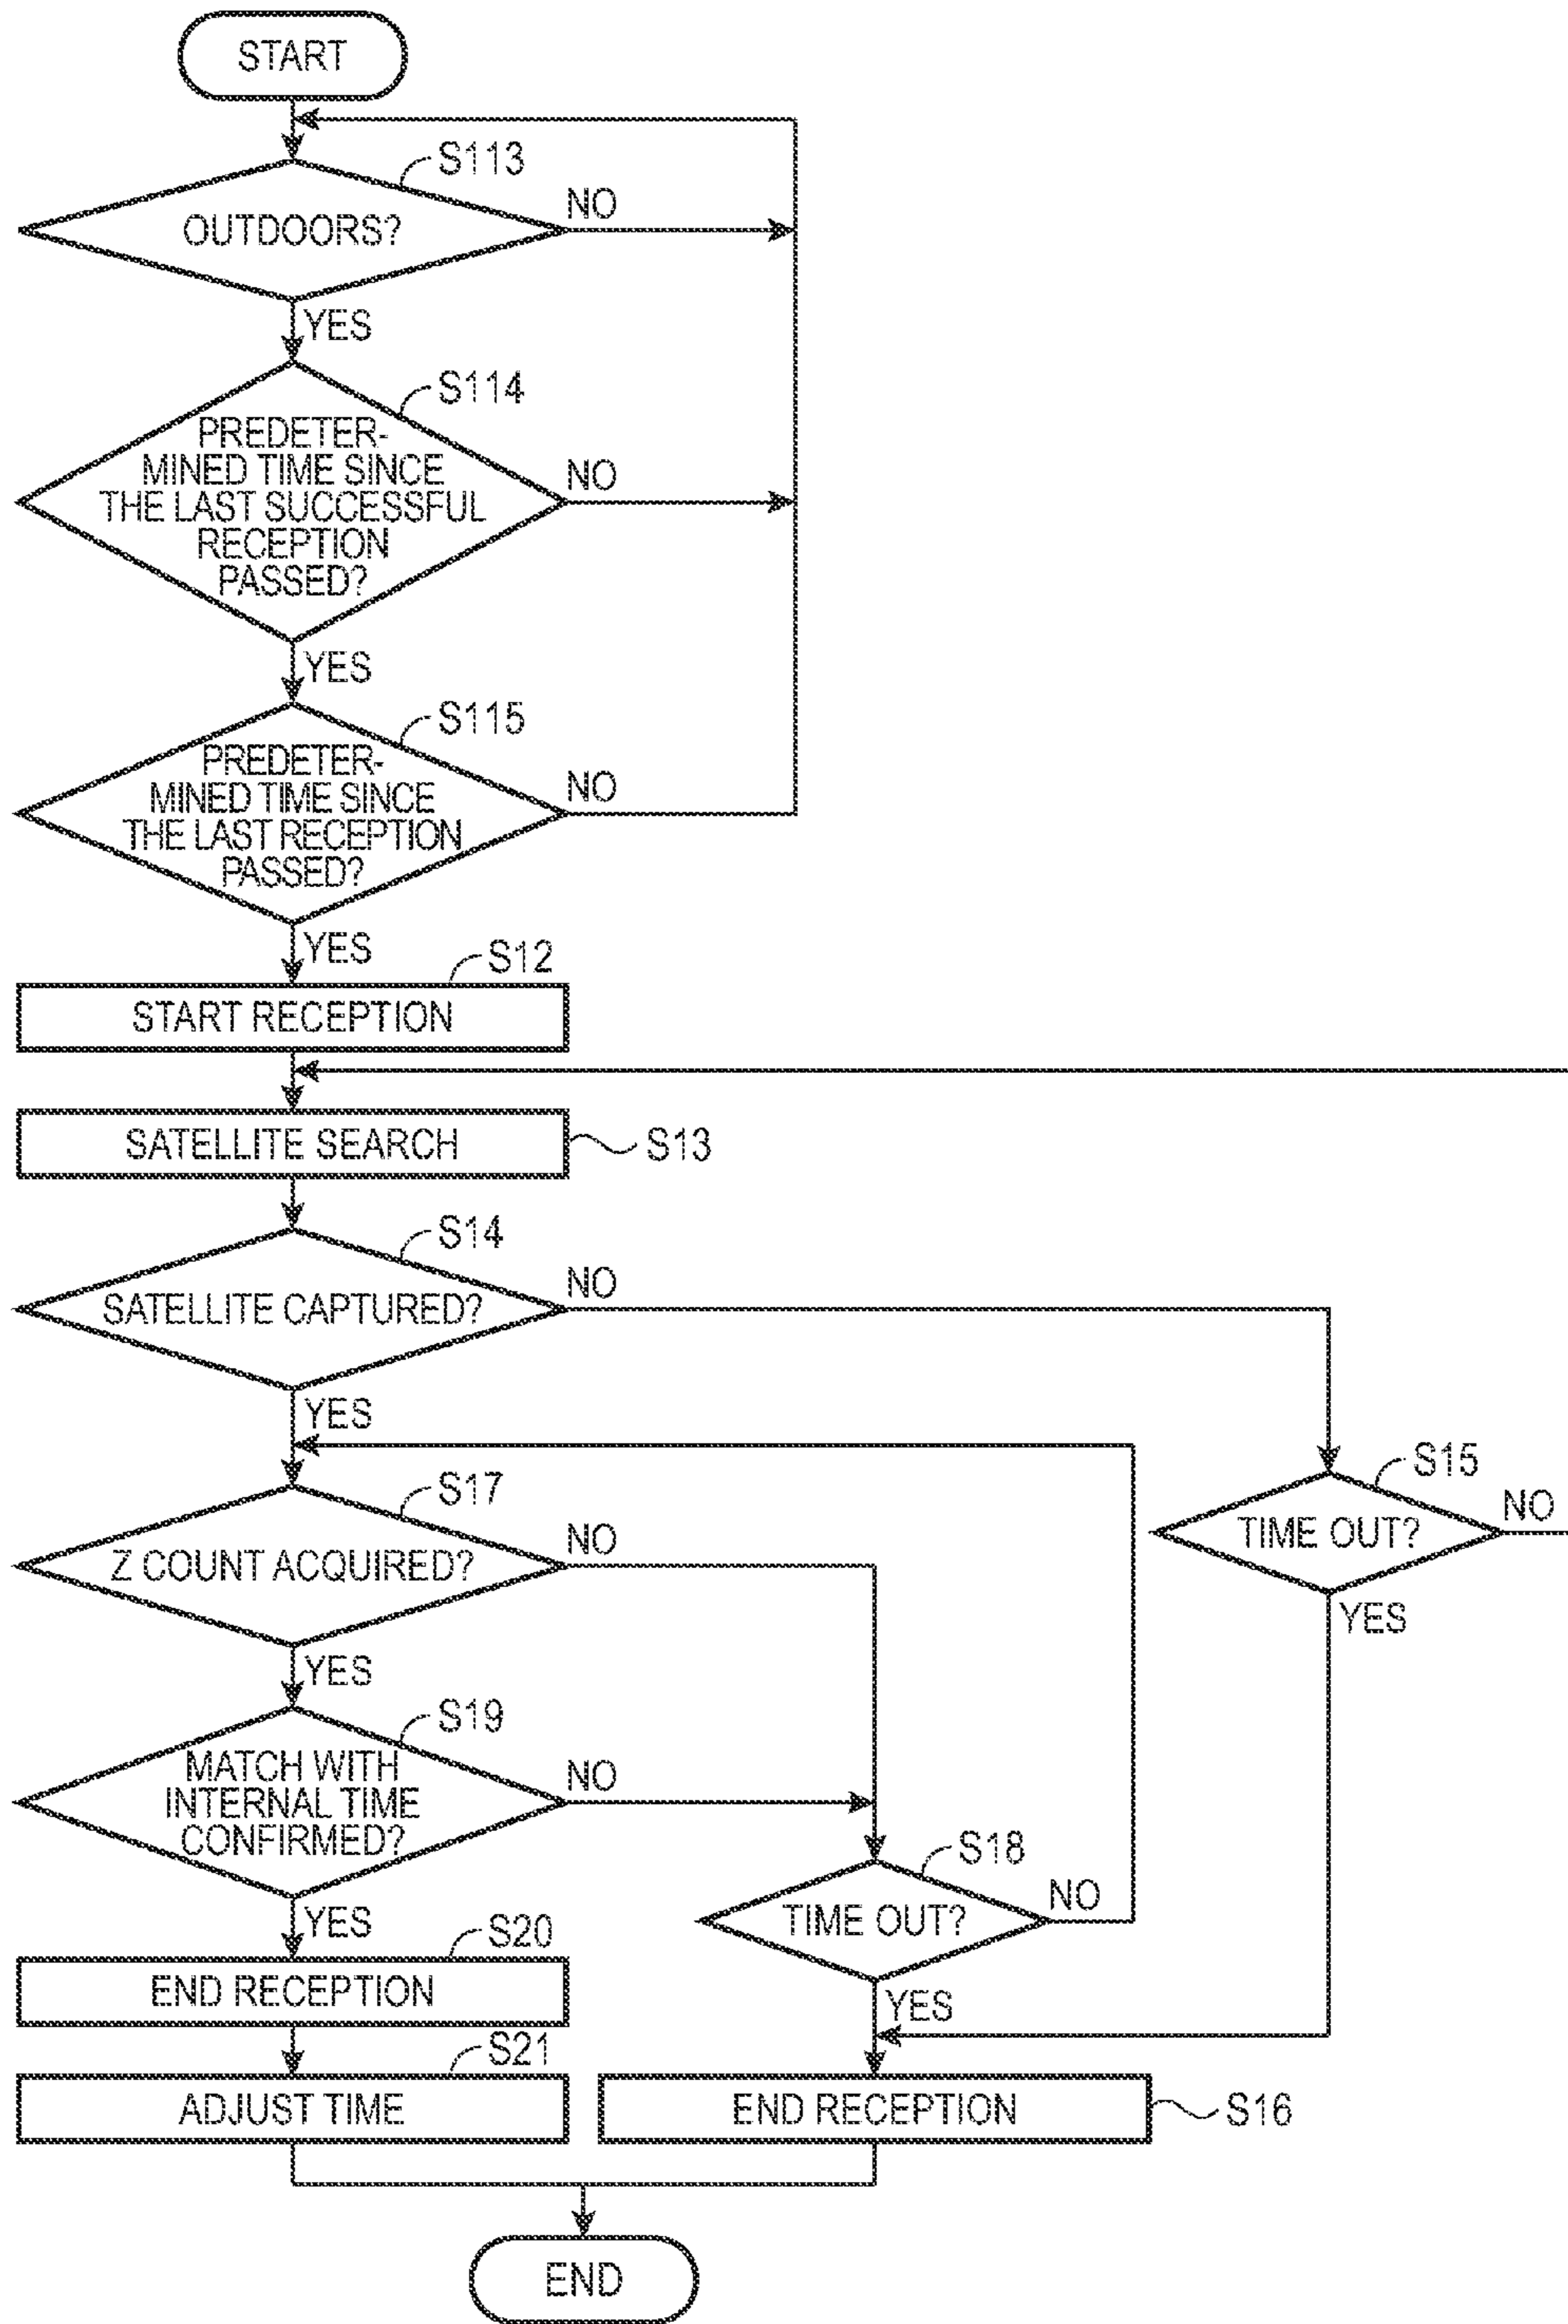 START
S113
OUTDOORS?
NO
YES
S114
PREDETER-
MINED TIME SINCE
THE LAST SUCCESSFUL
RECEPTION
PASSED?
NO
YES
S115
PREDETER-
MINED TIME SINCE
THE LAST RECEPTION
PASSED?
NO
YES
S12
START RECEPTION
SATELLITE SEARCH
S13
S14
SATELLITE CAPTURED?
NO
YES
S15
TIME OUT?
NO
YES
S17
Z COUNT ACQUIRED?
NO
YES
S19
MATCH WITH
INTERNAL TIME
CONFIRMED?
NO
YES
S18
TIME OUT?
NO
YES
S20
END RECEPTION
S21
ADJUST TIME
END RECEPTION
S16
END